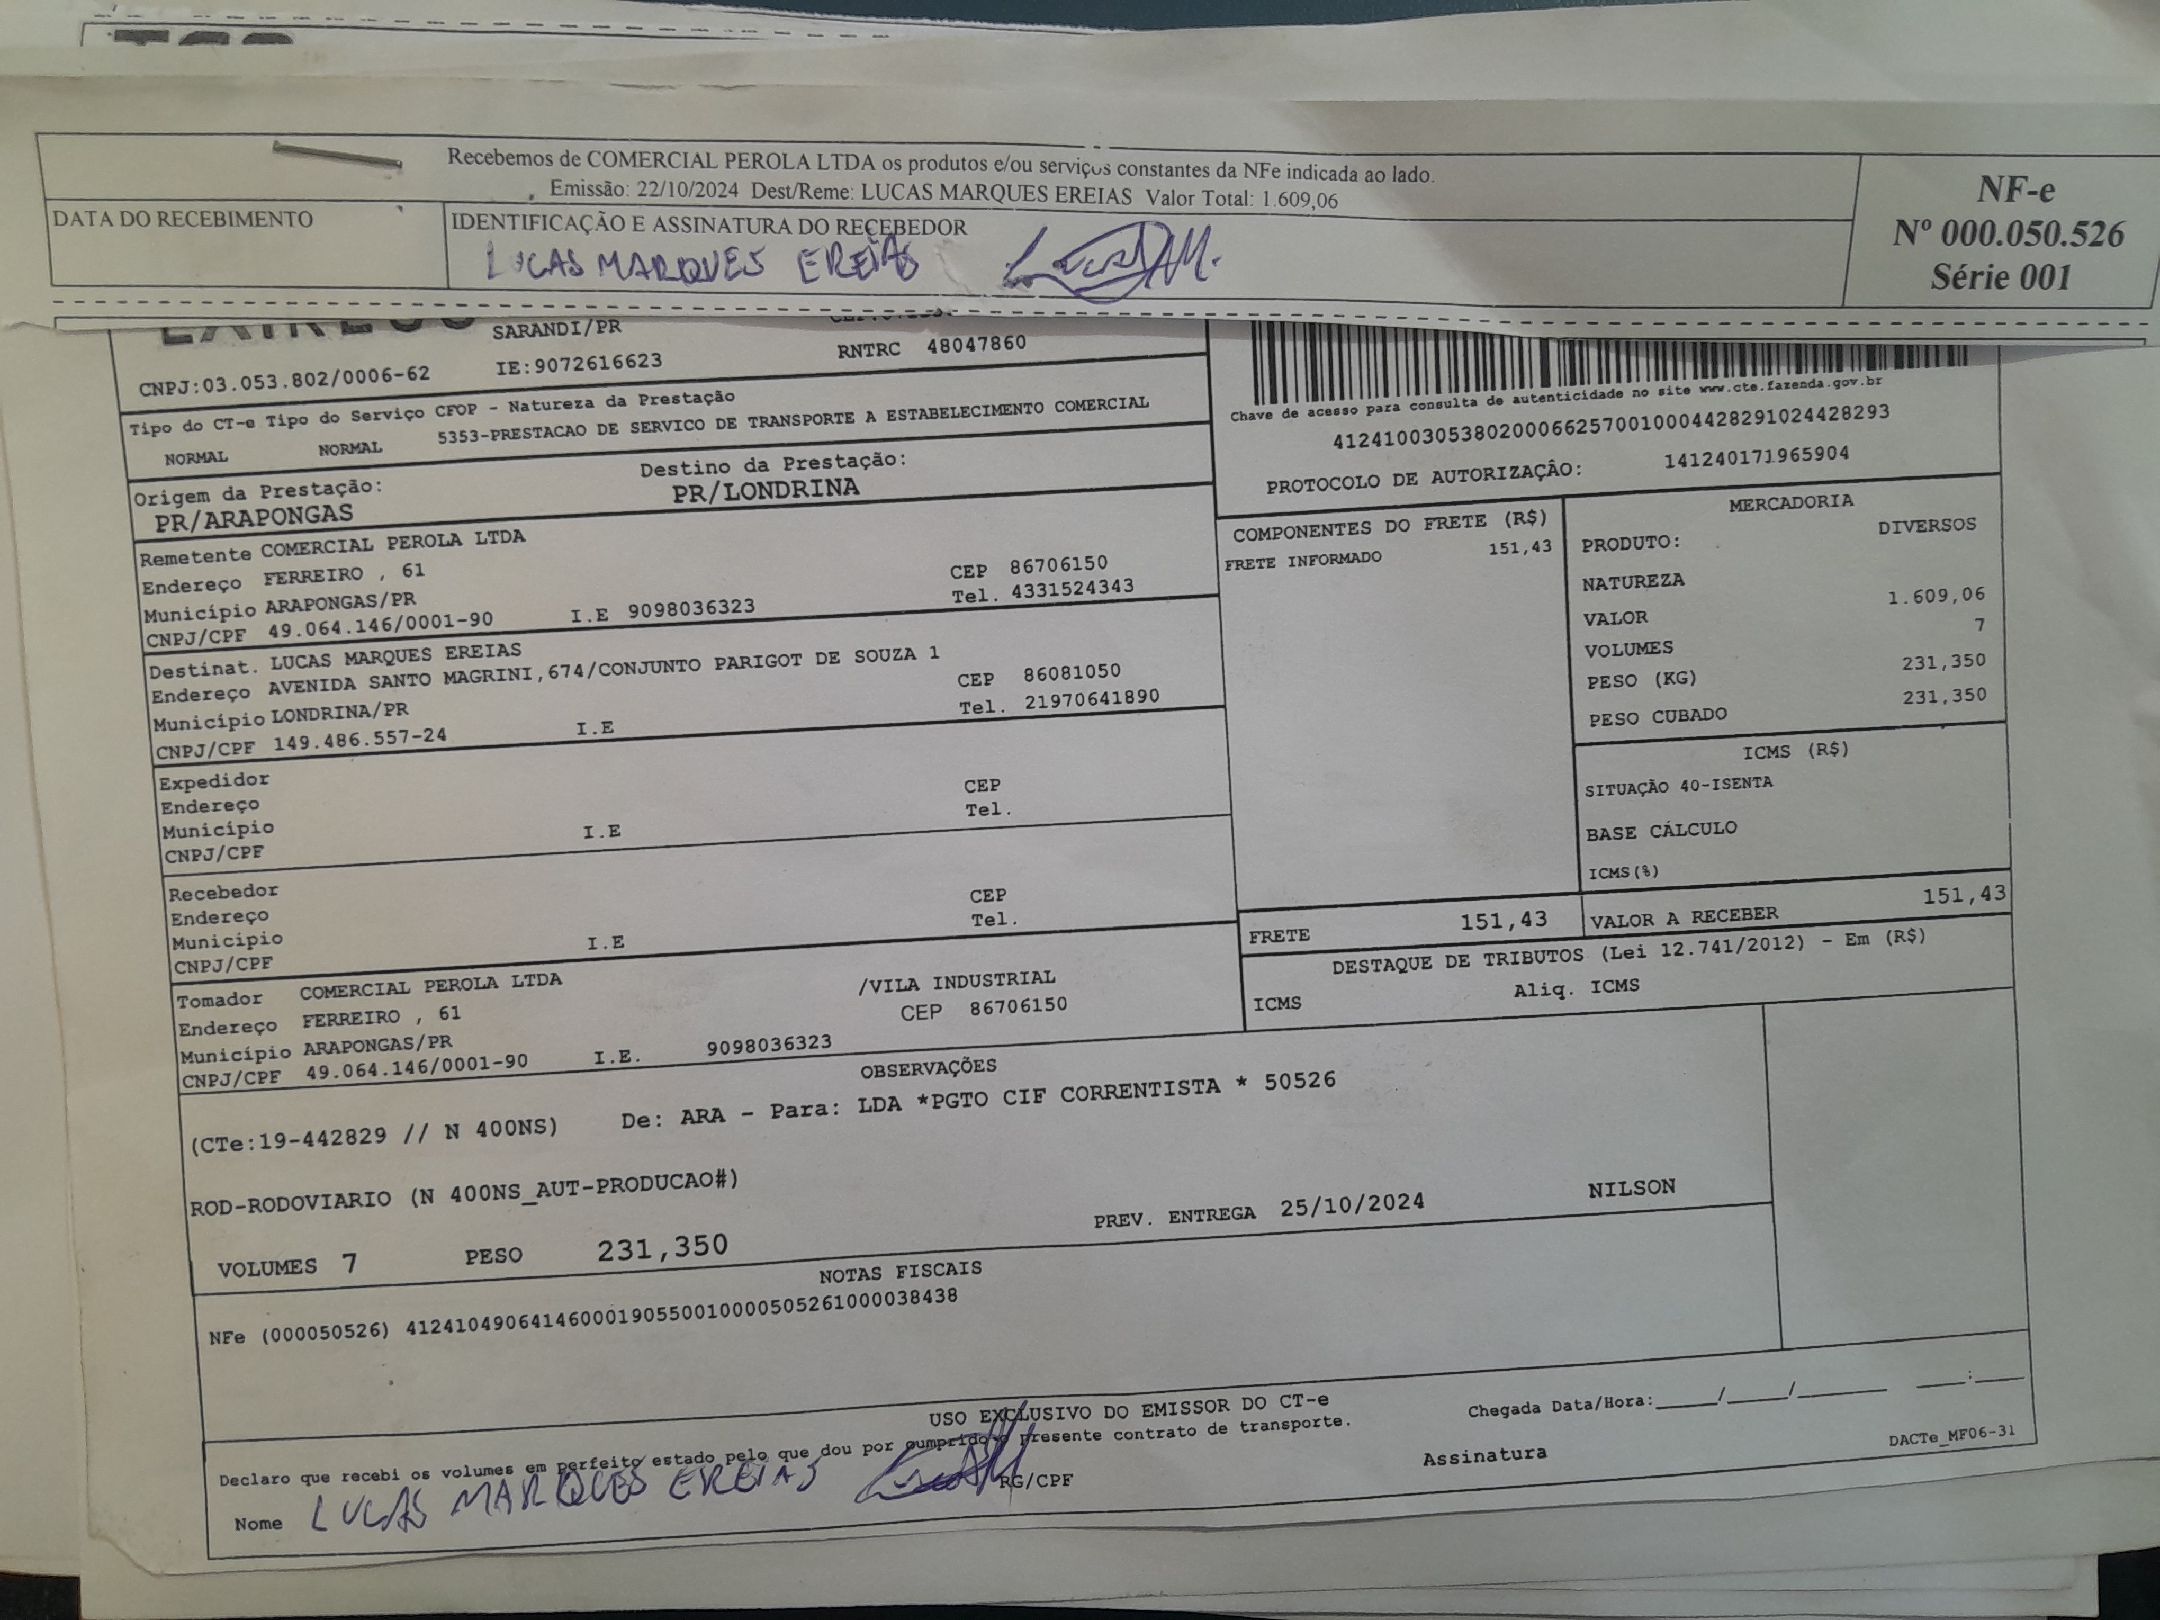 Recebemos de COMERCIAL PEROLA LTDA os produtos e/ou serviços constantes da NFe indicada ao lado.
Emissão: 22/10/2024 Dest/Reme: LUCAS MARQUES EREIAS Valor Total: 1.609,06
NF-e
Nº 000.050.526
Série 001
DATA DO RECEBIMENTO
IDENTIFICAÇÃO E ASSINATURA DO RECEBEDOR
LUCAS MARQUES EREIAS
SARANDI/PR
CNPJ:03.053.802/0006-62 IE:9072616623 RNTRC 48047860
Tipo do CT-e Tipo do Serviço CFOP - Natureza da Prestação
NORMAL NORMAL 5353-PRESTACAO DE SERVICO DE TRANSPORTE A ESTABELECIMENTO COMERCIAL
Chave de acesso para consulta de autenticidade no site www.cte.fazenda.gov.br
41241003053802000662570010004428291024428293
PROTOCOLO DE AUTORIZAÇÃO: 141240171965904
Origem da Prestação: Destino da Prestação:
PR/ARAPONGAS PR/LONDRINA
Remetente COMERCIAL PEROLA LTDA
Endereço FERREIRO , 61 CEP 86706150
Município ARAPONGAS/PR Tel. 4331524343
CNPJ/CPF 49.064.146/0001-90 I.E 9098036323
Destinat. LUCAS MARQUES EREIAS
Endereço AVENIDA SANTO MAGRINI,674/CONJUNTO PARIGOT DE SOUZA 1
CEP 86081050
Município LONDRINA/PR Tel. 21970641890
CNPJ/CPF 149.486.557-24 I.E
Expedidor
Endereço CEP
Município Tel.
CNPJ/CPF I.E
Recebedor
Endereço CEP
Município Tel.
CNPJ/CPF I.E
Tomador COMERCIAL PEROLA LTDA /VILA INDUSTRIAL
Endereço FERREIRO , 61 CEP 86706150
Município ARAPONGAS/PR
CNPJ/CPF 49.064.146/0001-90 I.E. 9098036323
COMPONENTES DO FRETE (R$)
FRETE INFORMADO 151,43
MERCADORIA
PRODUTO: DIVERSOS
NATUREZA
VALOR 1.609,06
VOLUMES 7
PESO (KG) 231,350
PESO CUBADO 231,350
ICMS (R$)
SITUAÇÃO 40-ISENTA
BASE CÁLCULO
ICMS(%)
FRETE 151,43 VALOR A RECEBER 151,43
DESTAQUE DE TRIBUTOS (Lei 12.741/2012) - Em (R$)
ICMS Aliq. ICMS
OBSERVAÇÕES
(CTe:19-442829 // N 400NS) De: ARA - Para: LDA *PGTO CIF CORRENTISTA * 50526
ROD-RODOVIARIO (N 400NS_AUT-PRODUCAO#)
VOLUMES 7 PESO 231,350 PREV. ENTREGA 25/10/2024 NILSON
NOTAS FISCAIS
NFe (000050526) 41241049064146000190550010000505261000038438
USO EXCLUSIVO DO EMISSOR DO CT-e
Declaro que recebi os volumes em perfeito estado pelo que dou por cumprido o presente contrato de transporte.
Chegada Data/Hora:____/____/______ ___:___
Nome LUCAS MARQUES EREIAS RG/CPF
Assinatura
DACTe_MF06-31